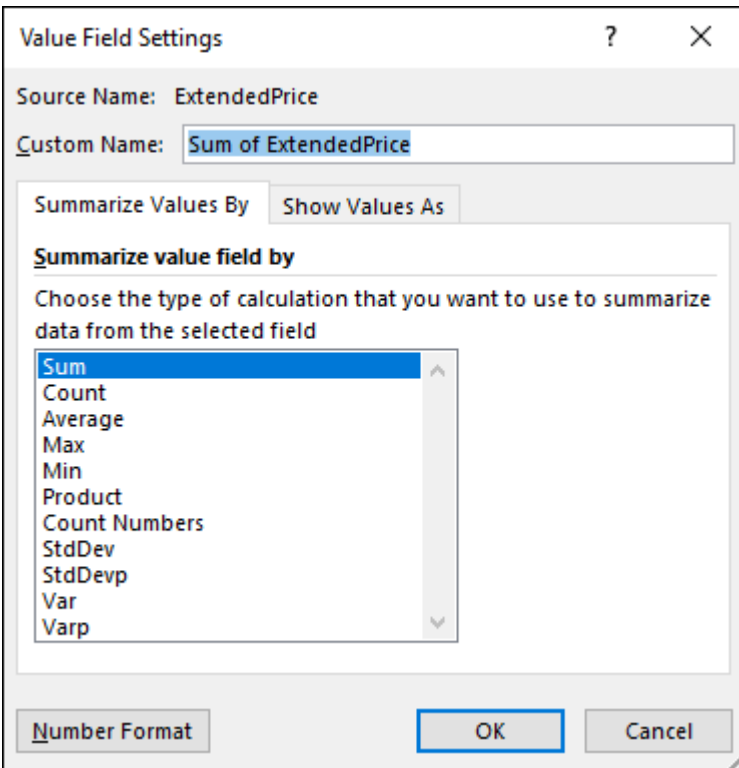 Value Field Settings ? ✕
Source Name: ExtendedPrice
Custom Name: Sum of ExtendedPrice
Summarize Values By Show Values As
Summarize value field by
Choose the type of calculation that you want to use to summarize
data from the selected field
Sum
Count
Average
Max
Min
Product
Count Numbers
StdDev
StdDevp
Var
Varp
Number Format OK Cancel